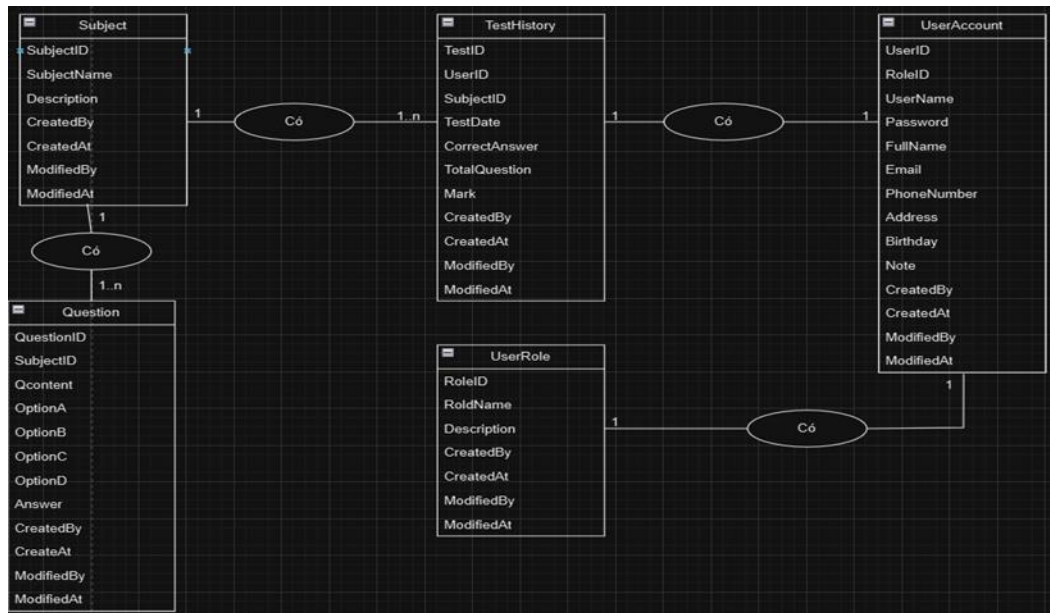 Subject
SubjectID
SubjectName
Description
CreatedBy
CreatedAt
ModifiedBy
ModifiedAt
1
Có
1..n
TestHistory
TestID
UserID
SubjectID
TestDate
CorrectAnswer
TotalQuestion
Mark
CreatedBy
CreatedAt
ModifiedBy
ModifiedAt
1
Có
1
UserAccount
UserID
RoleID
UserName
Password
FullName
Email
PhoneNumber
Address
Birthday
Note
CreatedBy
CreatedAt
ModifiedBy
ModifiedAt
1
Có
1..n
Question
QuestionID
SubjectID
Qcontent
OptionA
OptionB
OptionC
OptionD
Answer
CreatedBy
CreateAt
ModifiedBy
ModifiedAt
UserRole
RoleID
RoldName
Description
CreatedBy
CreatedAt
ModifiedBy
ModifiedAt
1
Có
1